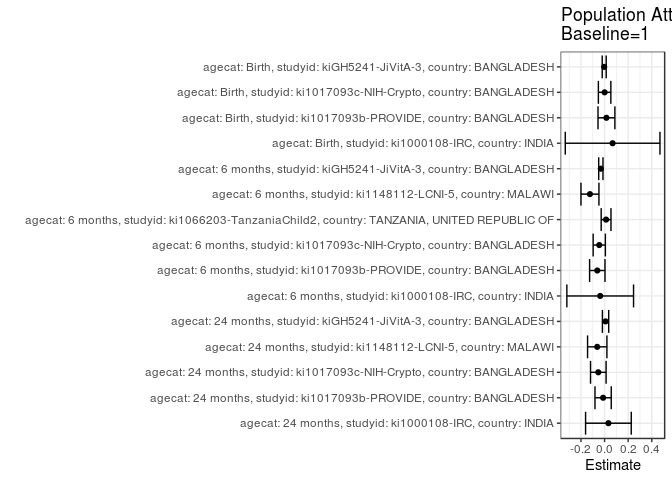 Population Att
Baseline=1
agecat: Birth, studyid: kiGH5241-JiVitA-3, country: BANGLADESH
agecat: Birth, studyid: ki1017093c-NIH-Crypto, country: BANGLADESH
agecat: Birth, studyid: ki1017093b-PROVIDE, country: BANGLADESH
agecat: Birth, studyid: ki1000108-IRC, country: INDIA
agecat: 6 months, studyid: kiGH5241-JiVitA-3, country: BANGLADESH
agecat: 6 months, studyid: ki1148112-LCNI-5, country: MALAWI
agecat: 6 months, studyid: ki1066203-TanzaniaChild2, country: TANZANIA, UNITED REPUBLIC OF
agecat: 6 months, studyid: ki1017093c-NIH-Crypto, country: BANGLADESH
agecat: 6 months, studyid: ki1017093b-PROVIDE, country: BANGLADESH
agecat: 6 months, studyid: ki1000108-IRC, country: INDIA
agecat: 24 months, studyid: kiGH5241-JiVitA-3, country: BANGLADESH
agecat: 24 months, studyid: ki1148112-LCNI-5, country: MALAWI
agecat: 24 months, studyid: ki1017093c-NIH-Crypto, country: BANGLADESH
agecat: 24 months, studyid: ki1017093b-PROVIDE, country: BANGLADESH
agecat: 24 months, studyid: ki1000108-IRC, country: INDIA
-0.2 0.0 0.2 0.4
Estimate